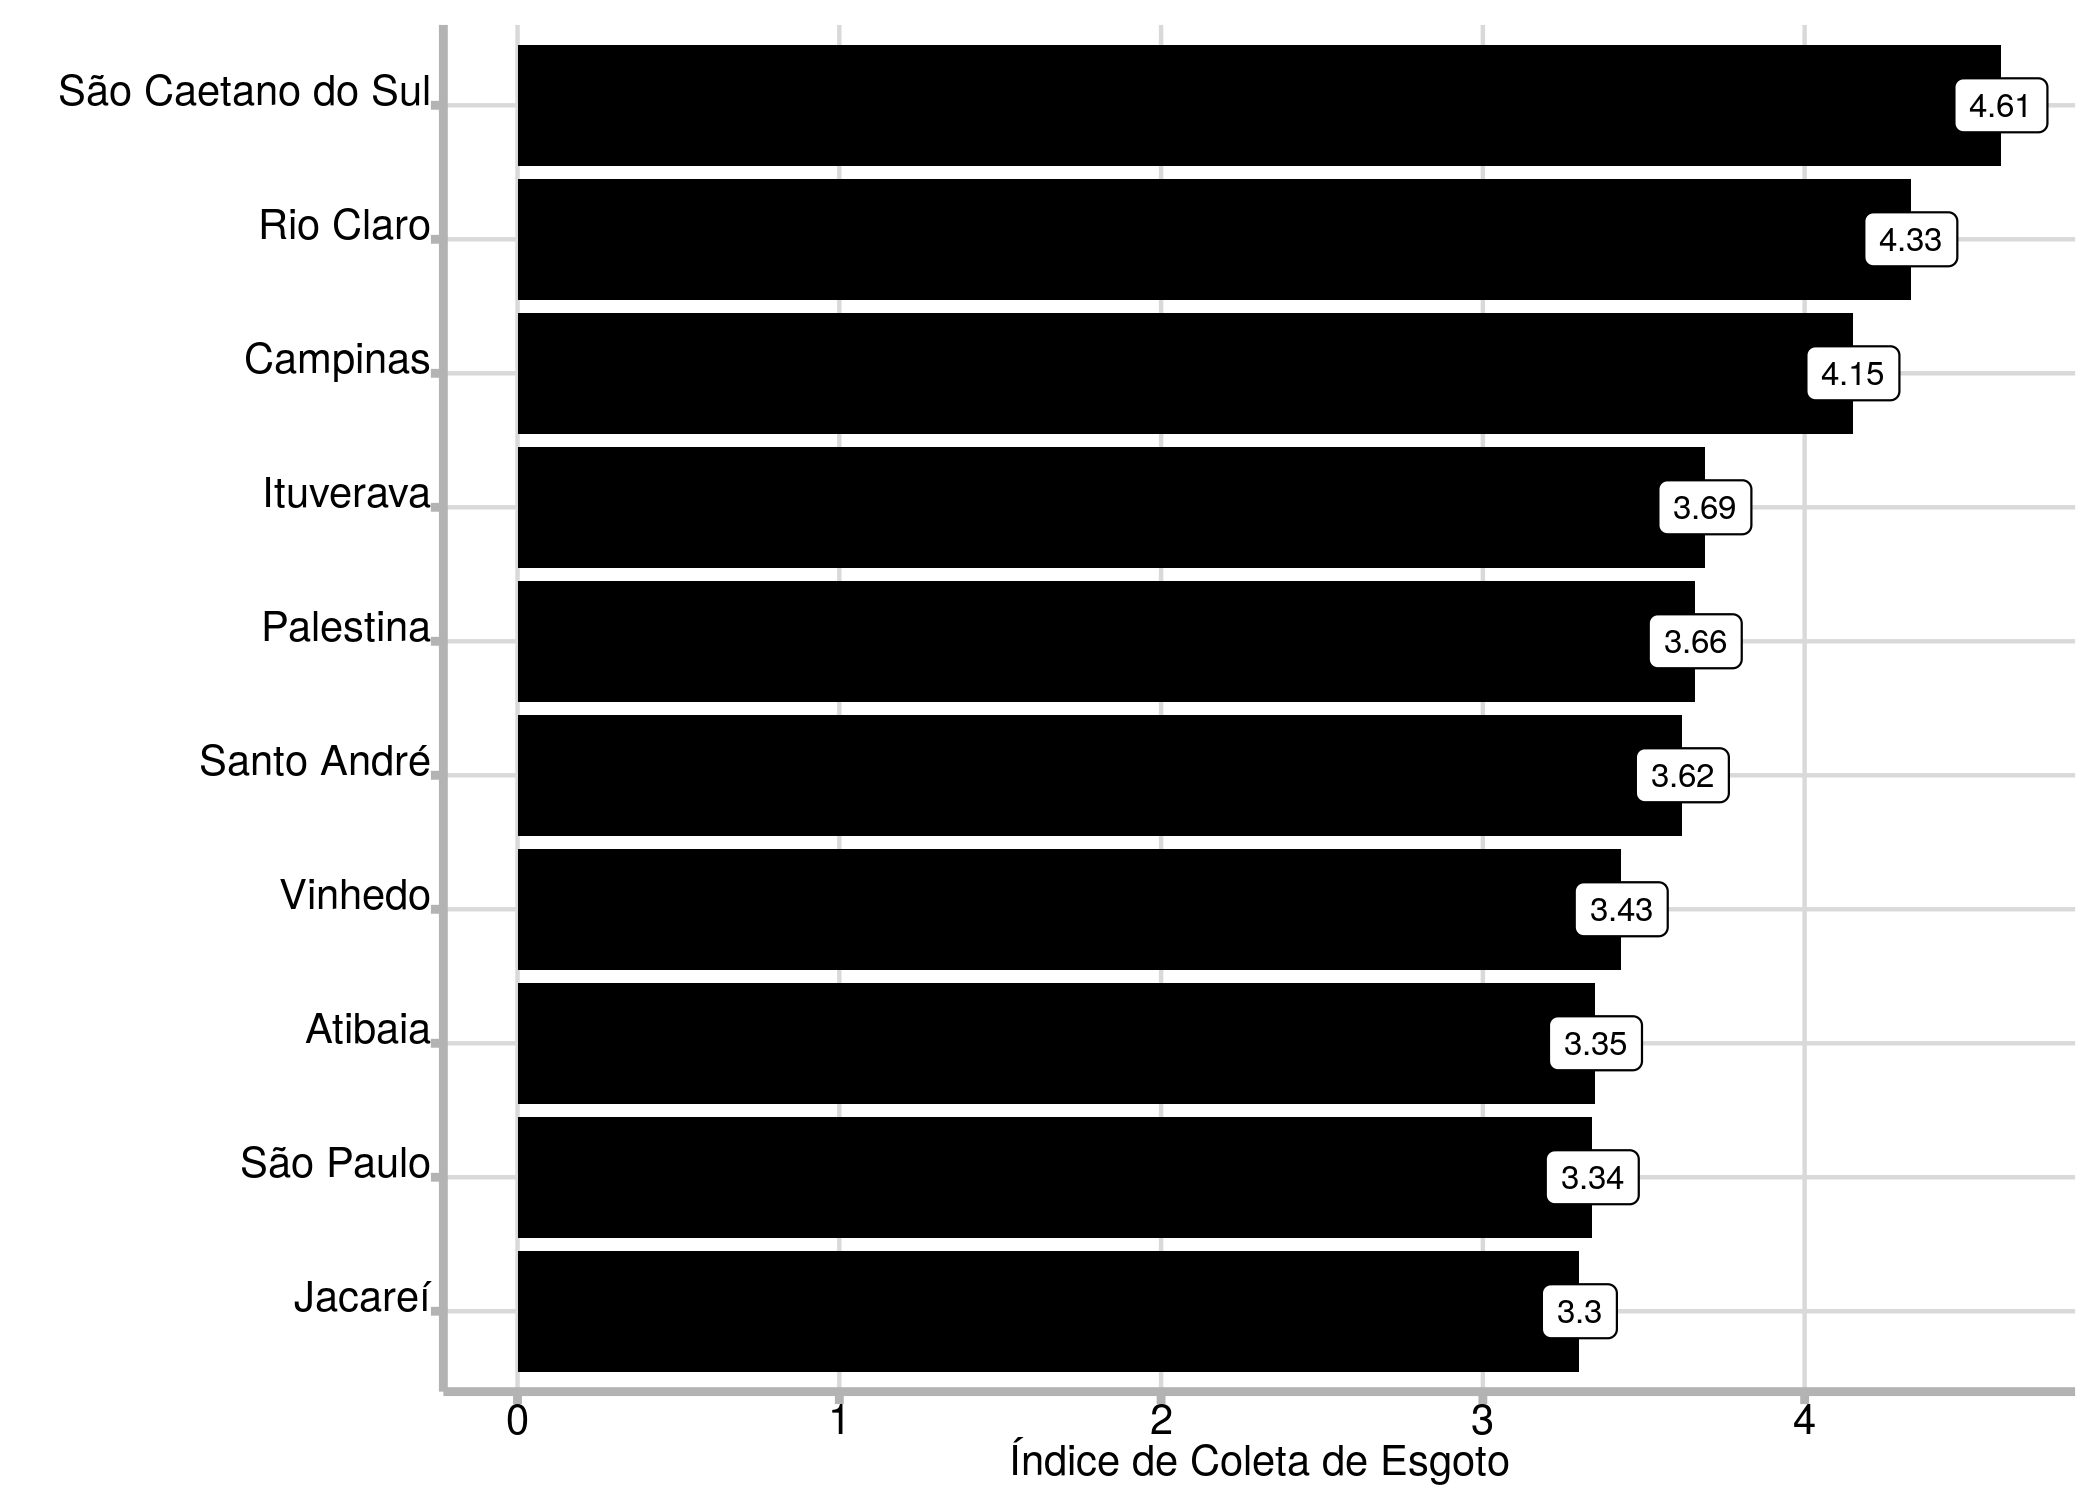 São Caetano do Sul 4.61
Rio Claro 4.33
Campinas 4.15
Ituverava 3.69
Palestina 3.66
Santo André 3.62
Vinhedo 3.43
Atibaia 3.35
São Paulo 3.34
Jacareí 3.3
0 1 2 3 4
Índice de Coleta de Esgoto